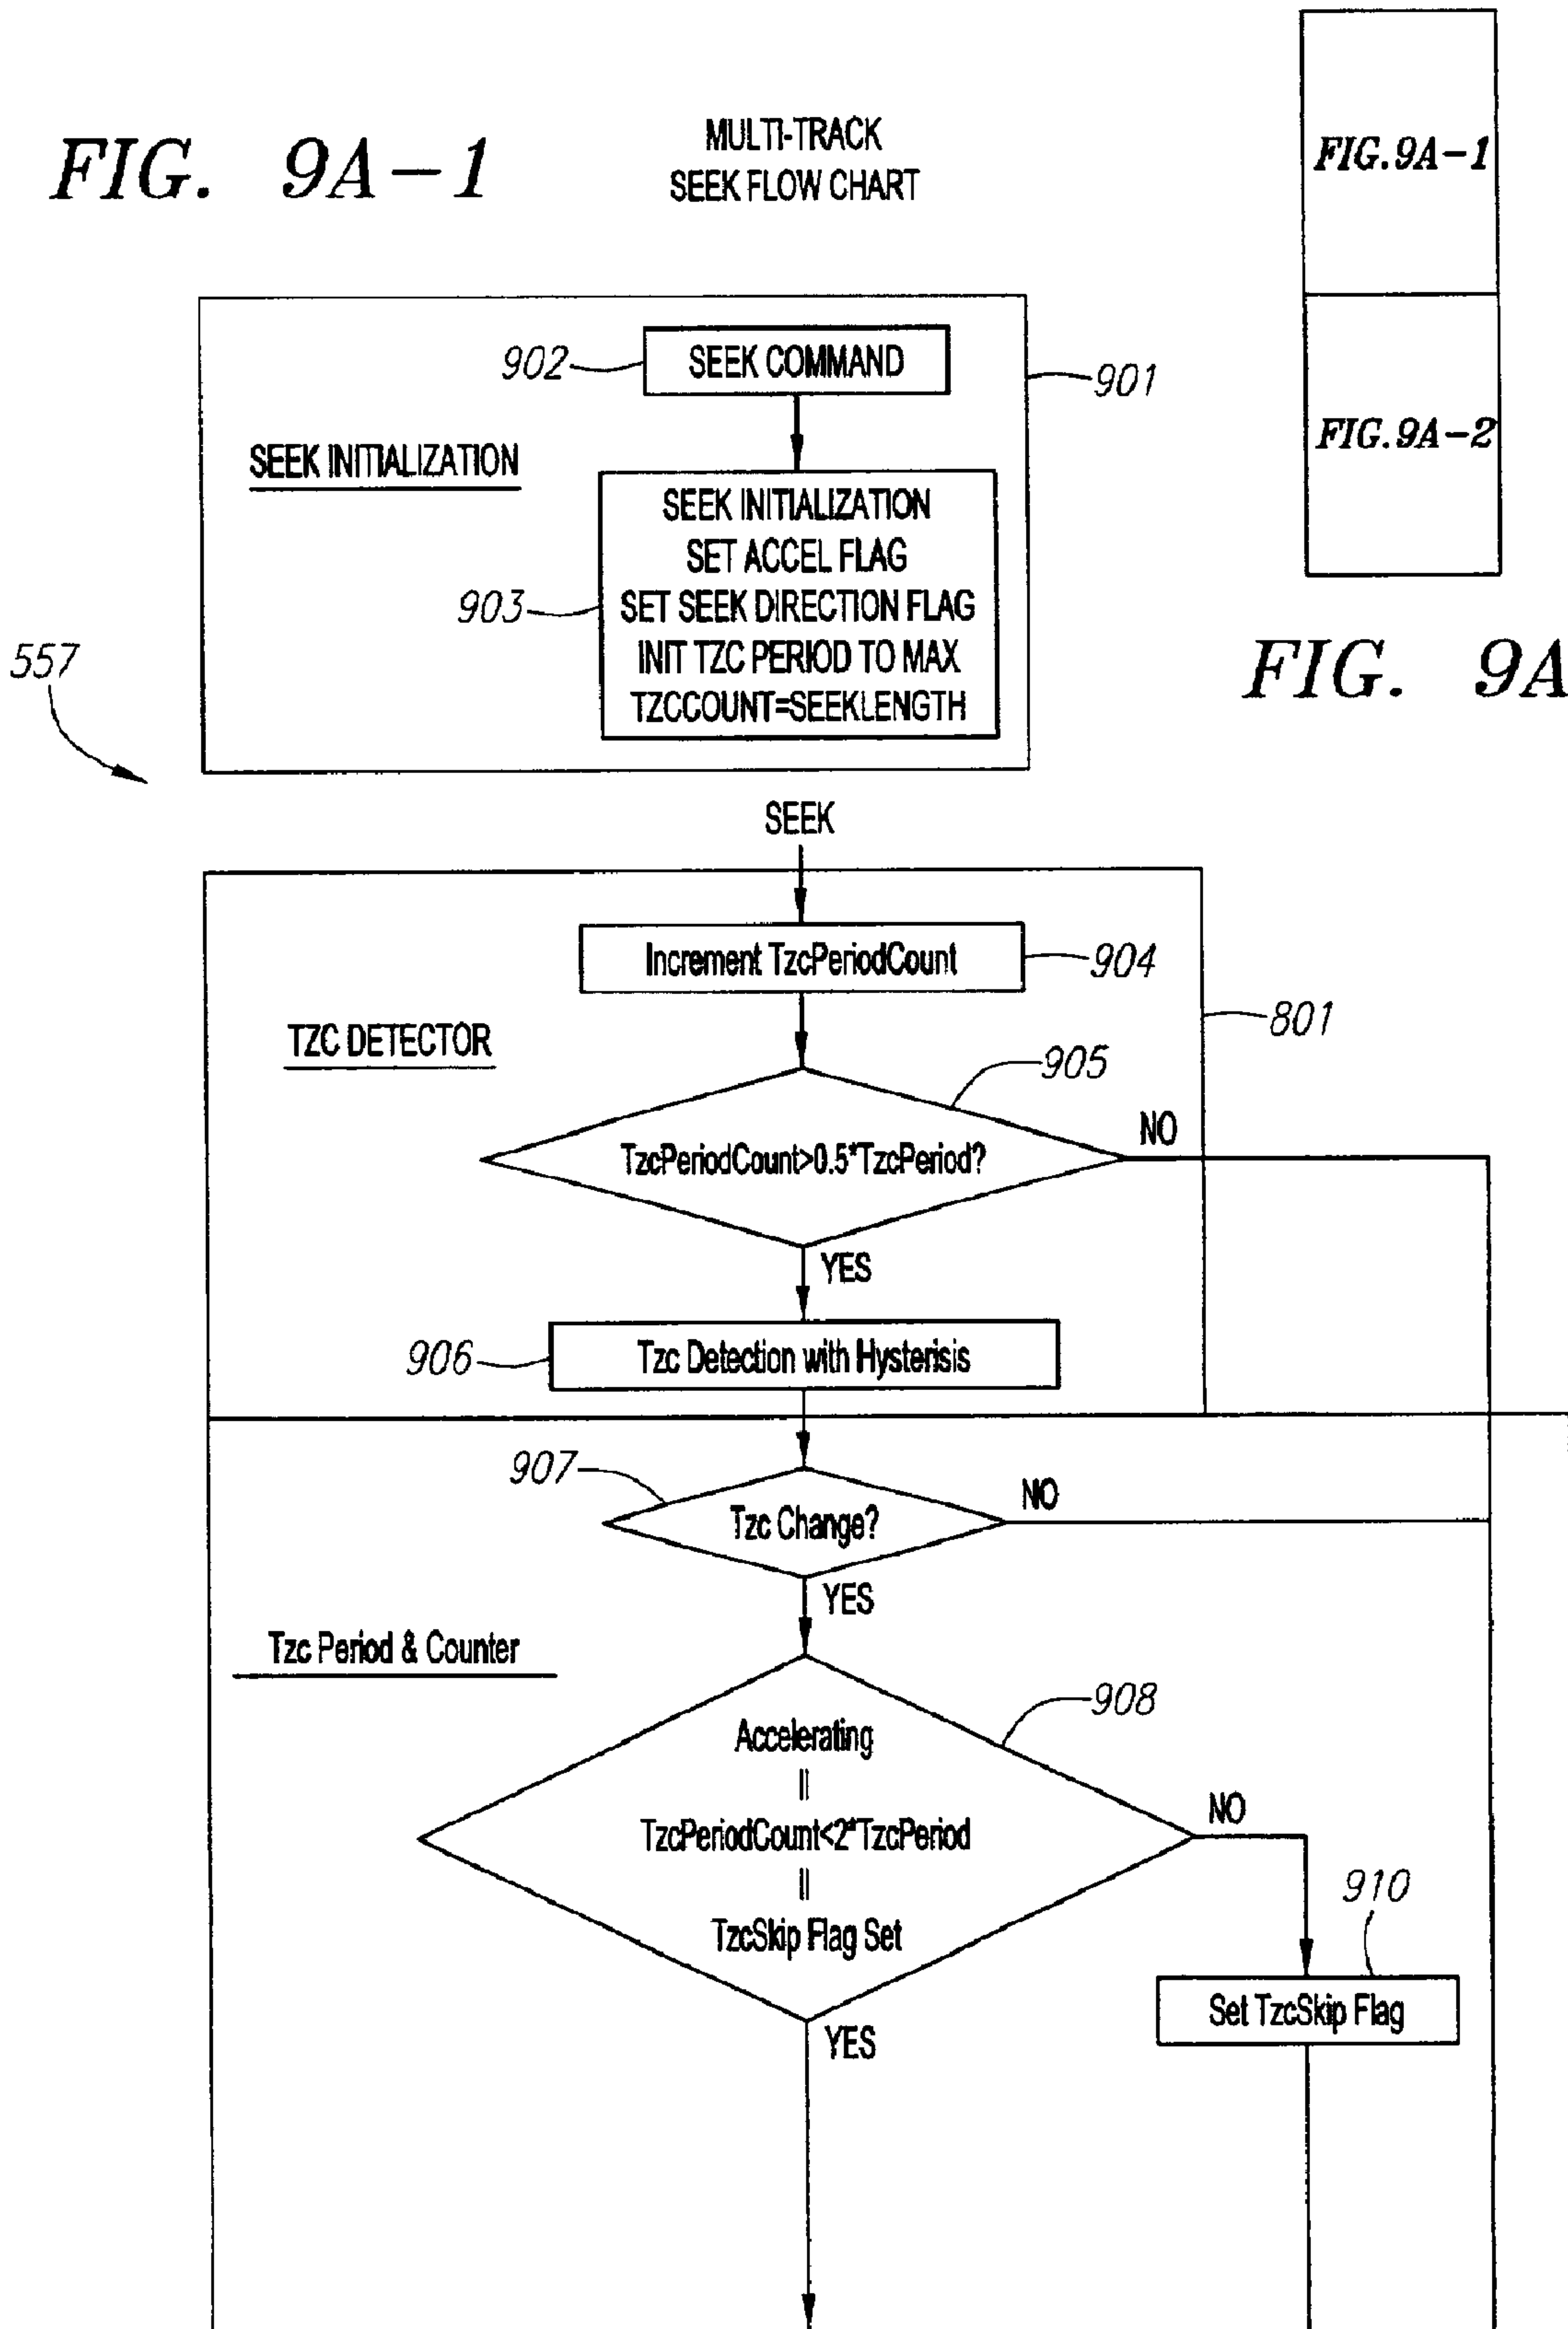 FIG. 9A-1
MULTI-TRACK
SEEK FLOW CHART
FIG.9A-1
FIG.9A-2
FIG. 9A
902
SEEK COMMAND
901
SEEK INITIALIZATION
903
SEEK INITIALIZATION
SET ACCEL FLAG
SET SEEK DIRECTION FLAG
INIT TZC PERIOD TO MAX
TZCCOUNT=SEEKLENGTH
557
SEEK
Increment TzcPeriodCount
904
TZC DETECTOR
801
905
TzcPeriodCount>0.5*TzcPeriod?
NO
YES
906
Tzc Detection with Hysterisis
907
Tzc Change?
NO
YES
Tzc Period & Counter
908
Accelerating
||
TzcPeriodCount<2*TzcPeriod
||
TzcSkip Flag Set
NO
910
Set TzcSkip Flag
YES